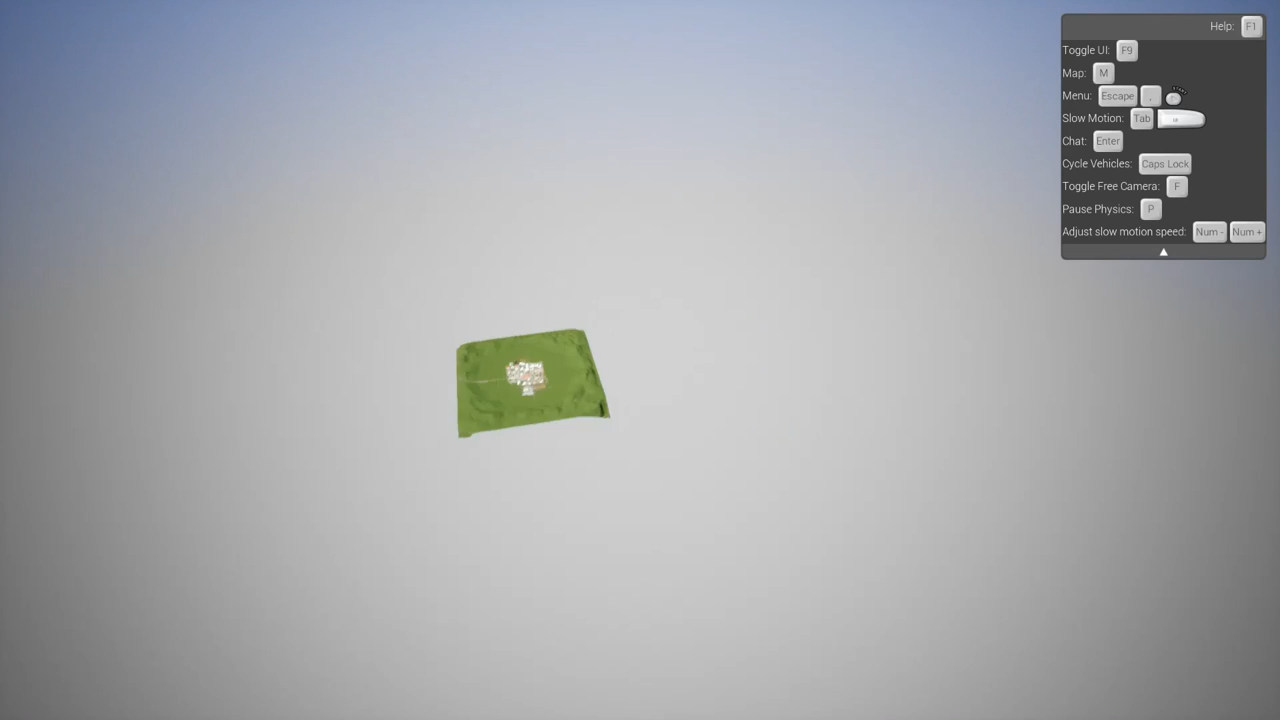 Help: F1
Toggle UI: F9
Map: M
Menu: Escape ,
Slow Motion: Tab
Chat: Enter
Cycle Vehicles: Caps Lock
Toggle Free Camera: F
Pause Physics: P
Adjust slow motion speed: Num - Num +